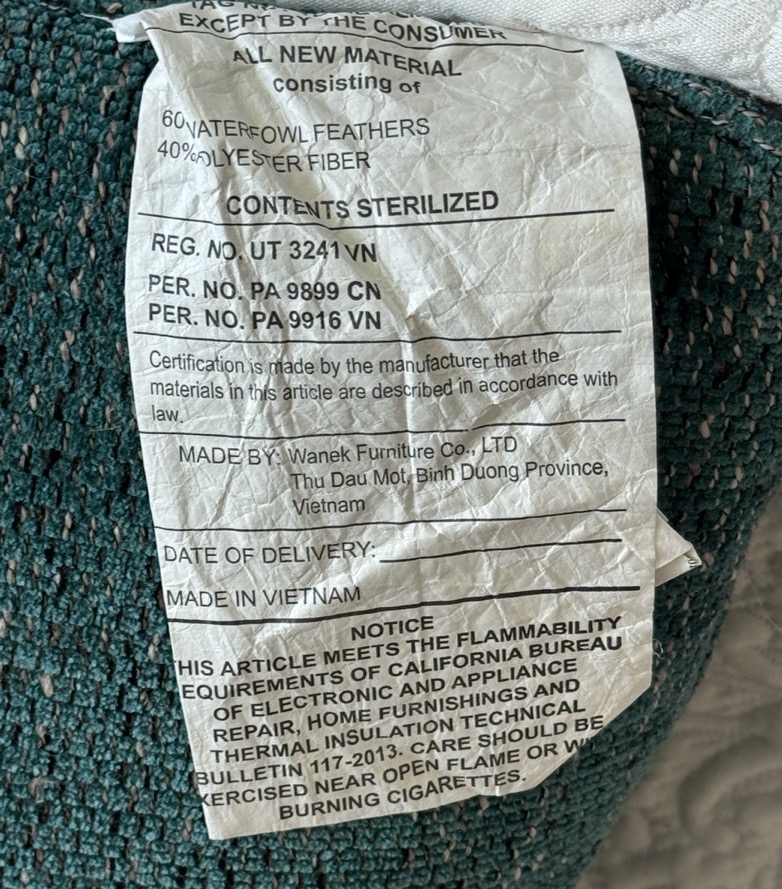 EXCEPT BY THE CONSUMER
ALL NEW MATERIAL
consisting of
60 WATERFOWL FEATHERS
40% OLYESTER FIBER
CONTENTS STERILIZED
REG. NO. UT 3241 VN
PER. NO. PA 9899 CN
PER. NO. PA 9916 VN
Certification is made by the manufacturer that the
materials in this article are described in accordance with
law.
MADE BY: Wanek Furniture Co., LTD
Thu Dau Mot, Binh Duong Province,
Vietnam
DATE OF DELIVERY:
MADE IN VIETNAM
NOTICE
HIS ARTICLE MEETS THE FLAMMABILITY
EQUIREMENTS OF CALIFORNIA BUREAU
OF ELECTRONIC AND APPLIANCE
REPAIR, HOME FURNISHINGS AND
THERMAL INSULATION TECHNICAL
BULLETIN 117-2013. CARE SHOULD BE
XERCISED NEAR OPEN FLAME OR W
BURNING CIGARETTES.